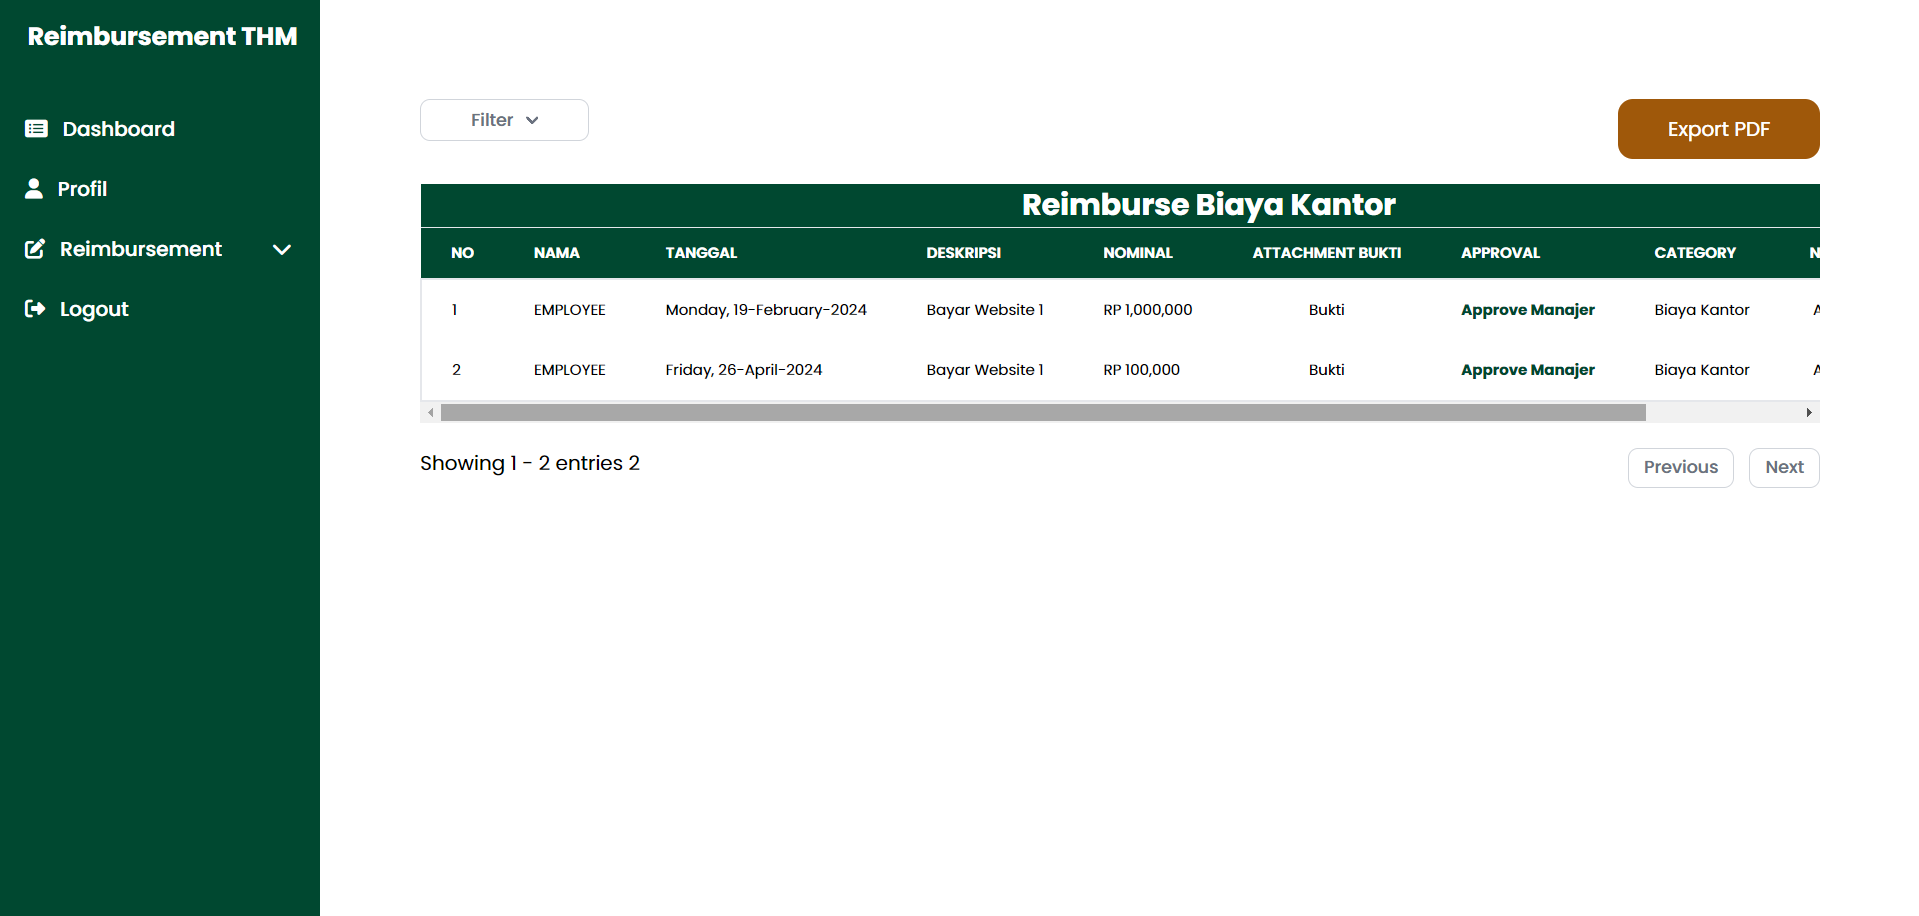 Reimbursement THM
Dashboard
Profil
Reimbursement
Logout
Filter
Export PDF
Reimburse Biaya Kantor
NO NAMA TANGGAL DESKRIPSI NOMINAL ATTACHMENT BUKTI APPROVAL CATEGORY
1 EMPLOYEE Monday, 19-February-2024 Bayar Website 1 RP 1,000,000 Bukti Approve Manajer Biaya Kantor
2 EMPLOYEE Friday, 26-April-2024 Bayar Website 1 RP 100,000 Bukti Approve Manajer Biaya Kantor
Showing 1 - 2 entries 2
Previous Next